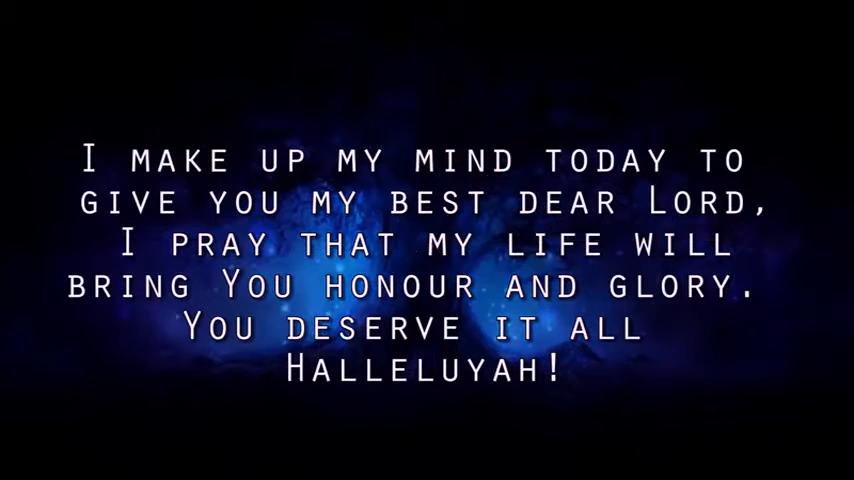 I make up my mind today to
give you my best dear Lord,
I pray that my life will
bring You honour and glory.
You deserve it all
Halleluyah!